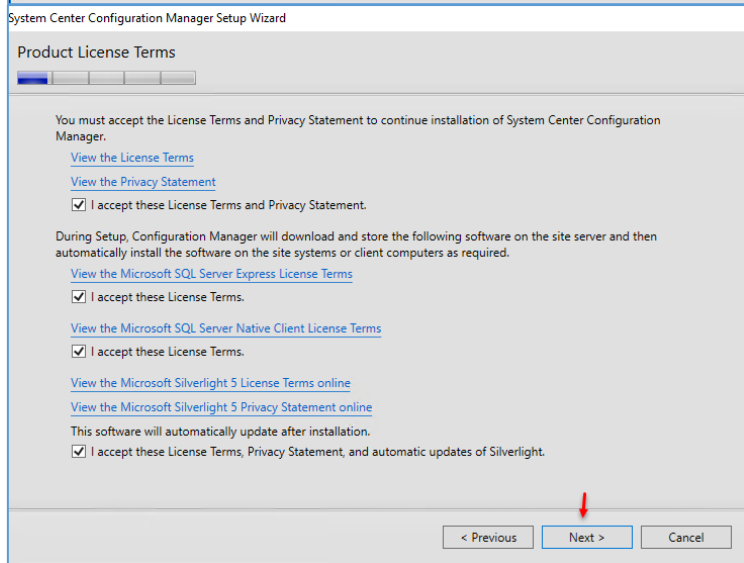 System Center Configuration Manager Setup Wizard
Product License Terms
You must accept the License Terms and Privacy Statement to continue installation of System Center Configuration
Manager.
View the License Terms
View the Privacy Statement
I accept these License Terms and Privacy Statement.
During Setup, Configuration Manager will download and store the following software on the site server and then
automatically install the software on the site systems or client computers as required.
View the Microsoft SQL Server Express License Terms
I accept these License Terms.
View the Microsoft SQL Server Native Client License Terms
I accept these License Terms.
View the Microsoft Silverlight 5 License Terms online
View the Microsoft Silverlight 5 Privacy Statement online
This software will automatically update after installation.
I accept these License Terms, Privacy Statement, and automatic updates of Silverlight.
< Previous
Next >
Cancel